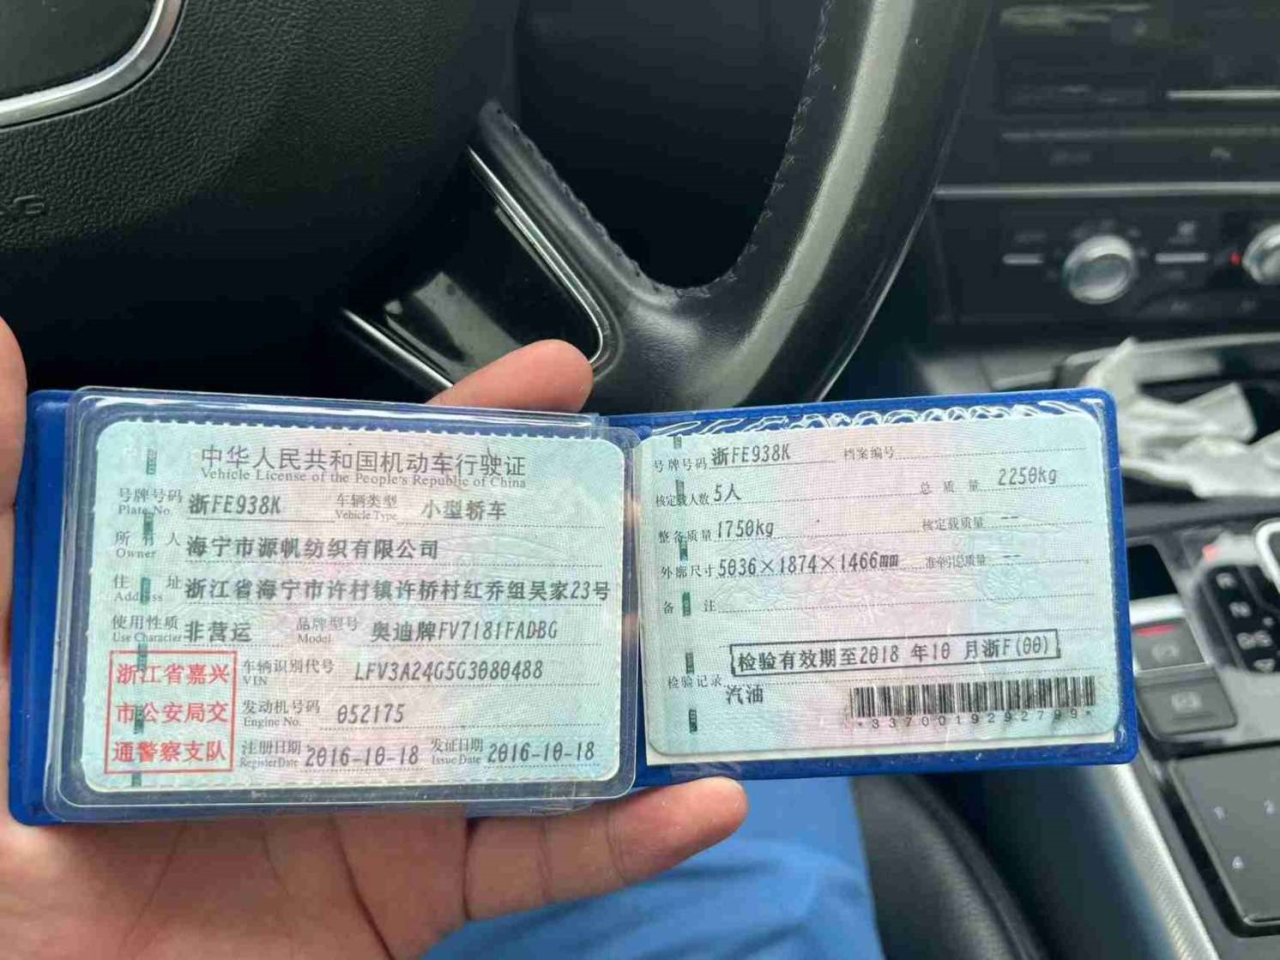 中华人民共和国机动车行驶证
Vehicle License of the People's Republic of China
号牌号码 浙FE938K 车辆类型 小型轿车
Plate No. Vehicle Type
所有人 海宁市源帆纺织有限公司
Owner
住址 浙江省海宁市许村镇许桥村红乔组吴家23号
Address
使用性质 非营运 品牌型号 奥迪牌FV7181FADBG
Use Character Model
浙江省嘉兴
市公安局交
通警察支队
车辆识别代号 LFV3A24G5G3080488
VIN
发动机号码 052175
Engine No.
注册日期 2016-10-18 发证日期 2016-10-18
Register Date Issue Date
号牌号码 浙FE938K 档案编号
核定载人数 5人 总质量 2250kg
整备质量 1750kg 核定载质量 --
外廓尺寸 5036×1874×1466mm 准牵引总质量 --
备注
检验有效期至2018 年10 月浙F(00)
检验记录
汽油
*3370019292799*